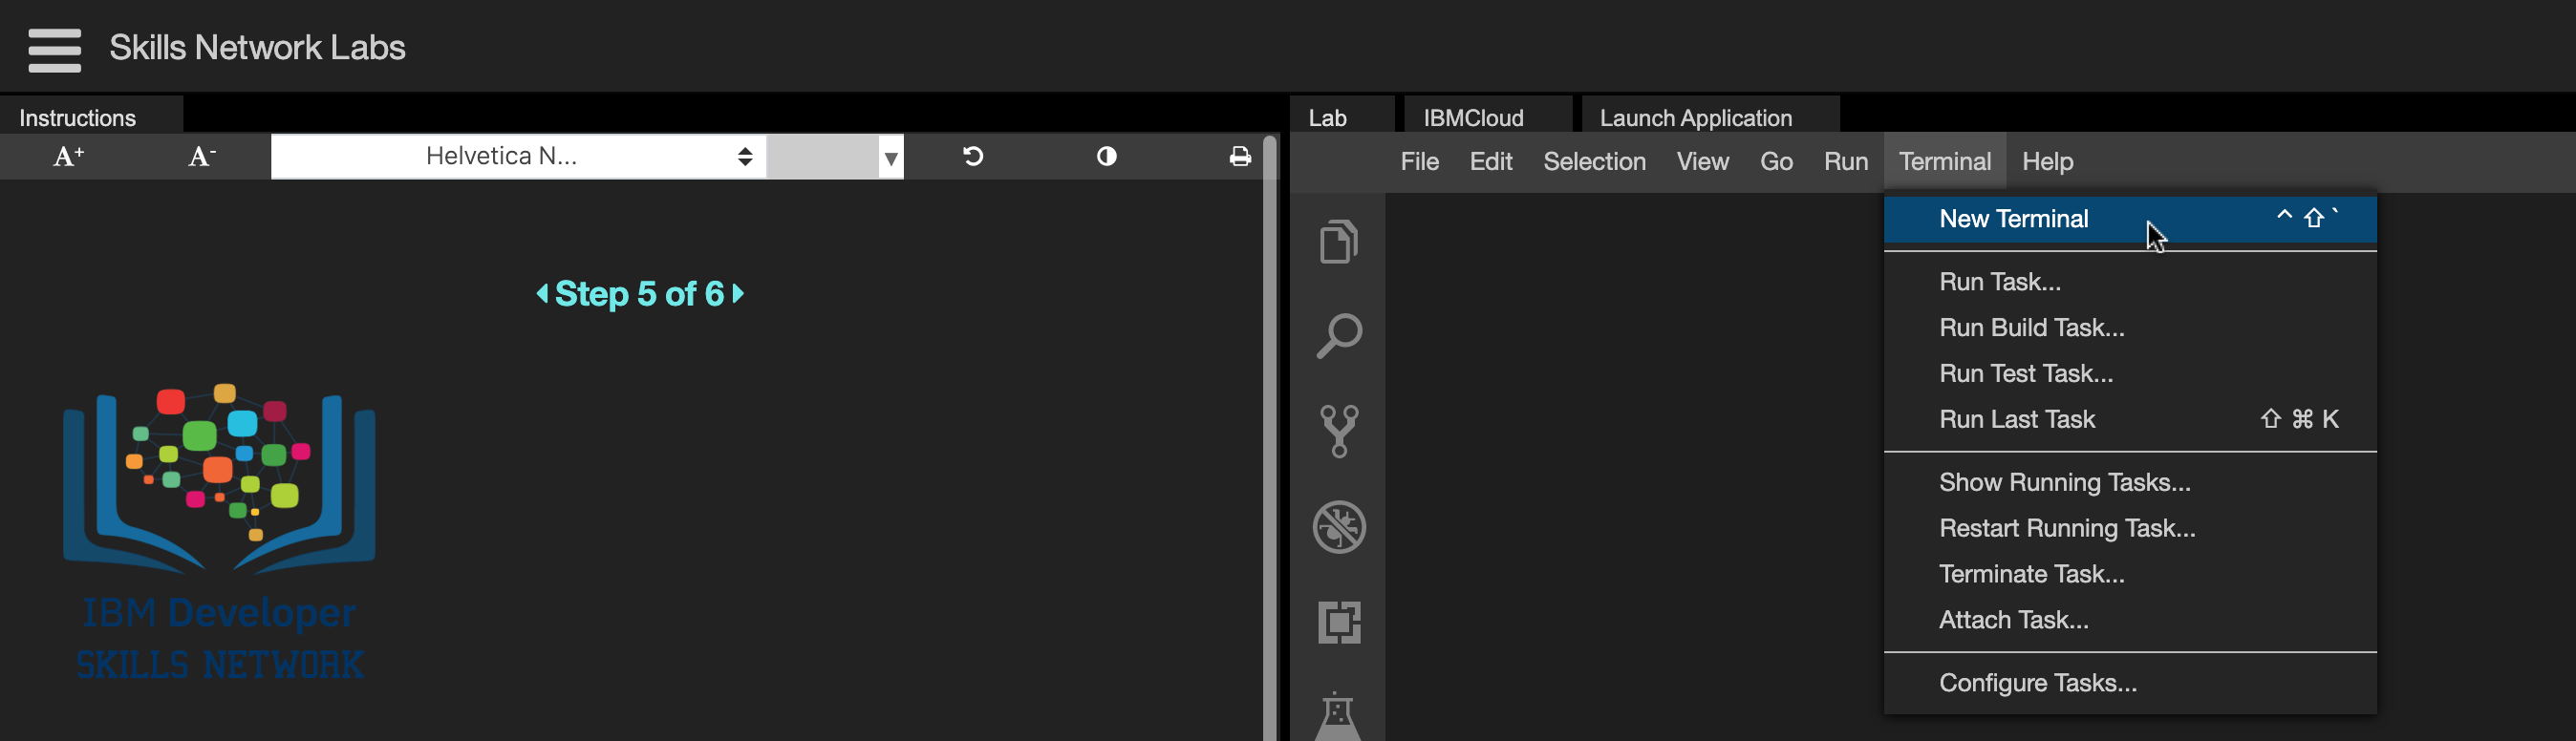 Skills Network Labs
Instructions
A+ A- Helvetica N...
Step 5 of 6
IBM Developer
SKILLS NETWORK
Lab IBMCloud Launch Application
File Edit Selection View Go Run Terminal Help
New Terminal ^⇧`
Run Task...
Run Build Task...
Run Test Task...
Run Last Task ⇧⌘K
Show Running Tasks...
Restart Running Task...
Terminate Task...
Attach Task...
Configure Tasks...